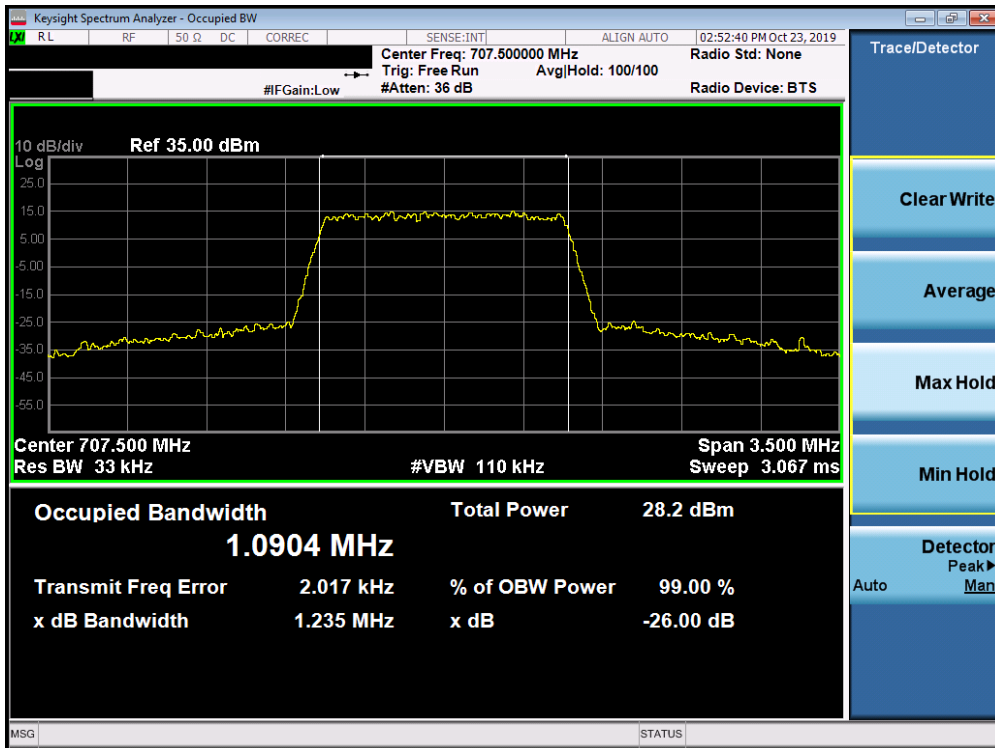 Keysight Spectrum Analyzer - Occupied BW
LXI RL RF 50 Ω DC CORREC SENSE:INT ALIGN AUTO 02:52:40 PM Oct 23, 2019
Center Freq: 707.500000 MHz Radio Std: None
Trig: Free Run Avg|Hold: 100/100
#IFGain:Low #Atten: 36 dB Radio Device: BTS
10 dB/div Ref 35.00 dBm
Log
25.0
15.0
5.00
-5.00
-15.0
-25.0
-35.0
-45.0
-55.0
Center 707.500 MHz Span 3.500 MHz
Res BW 33 kHz #VBW 110 kHz Sweep 3.067 ms
Occupied Bandwidth Total Power 28.2 dBm
1.0904 MHz
Transmit Freq Error 2.017 kHz % of OBW Power 99.00 %
x dB Bandwidth 1.235 MHz x dB -26.00 dB
MSG STATUS
Trace/Detector
Clear Write
Average
Max Hold
Min Hold
Detector
Peak▶
Auto Man